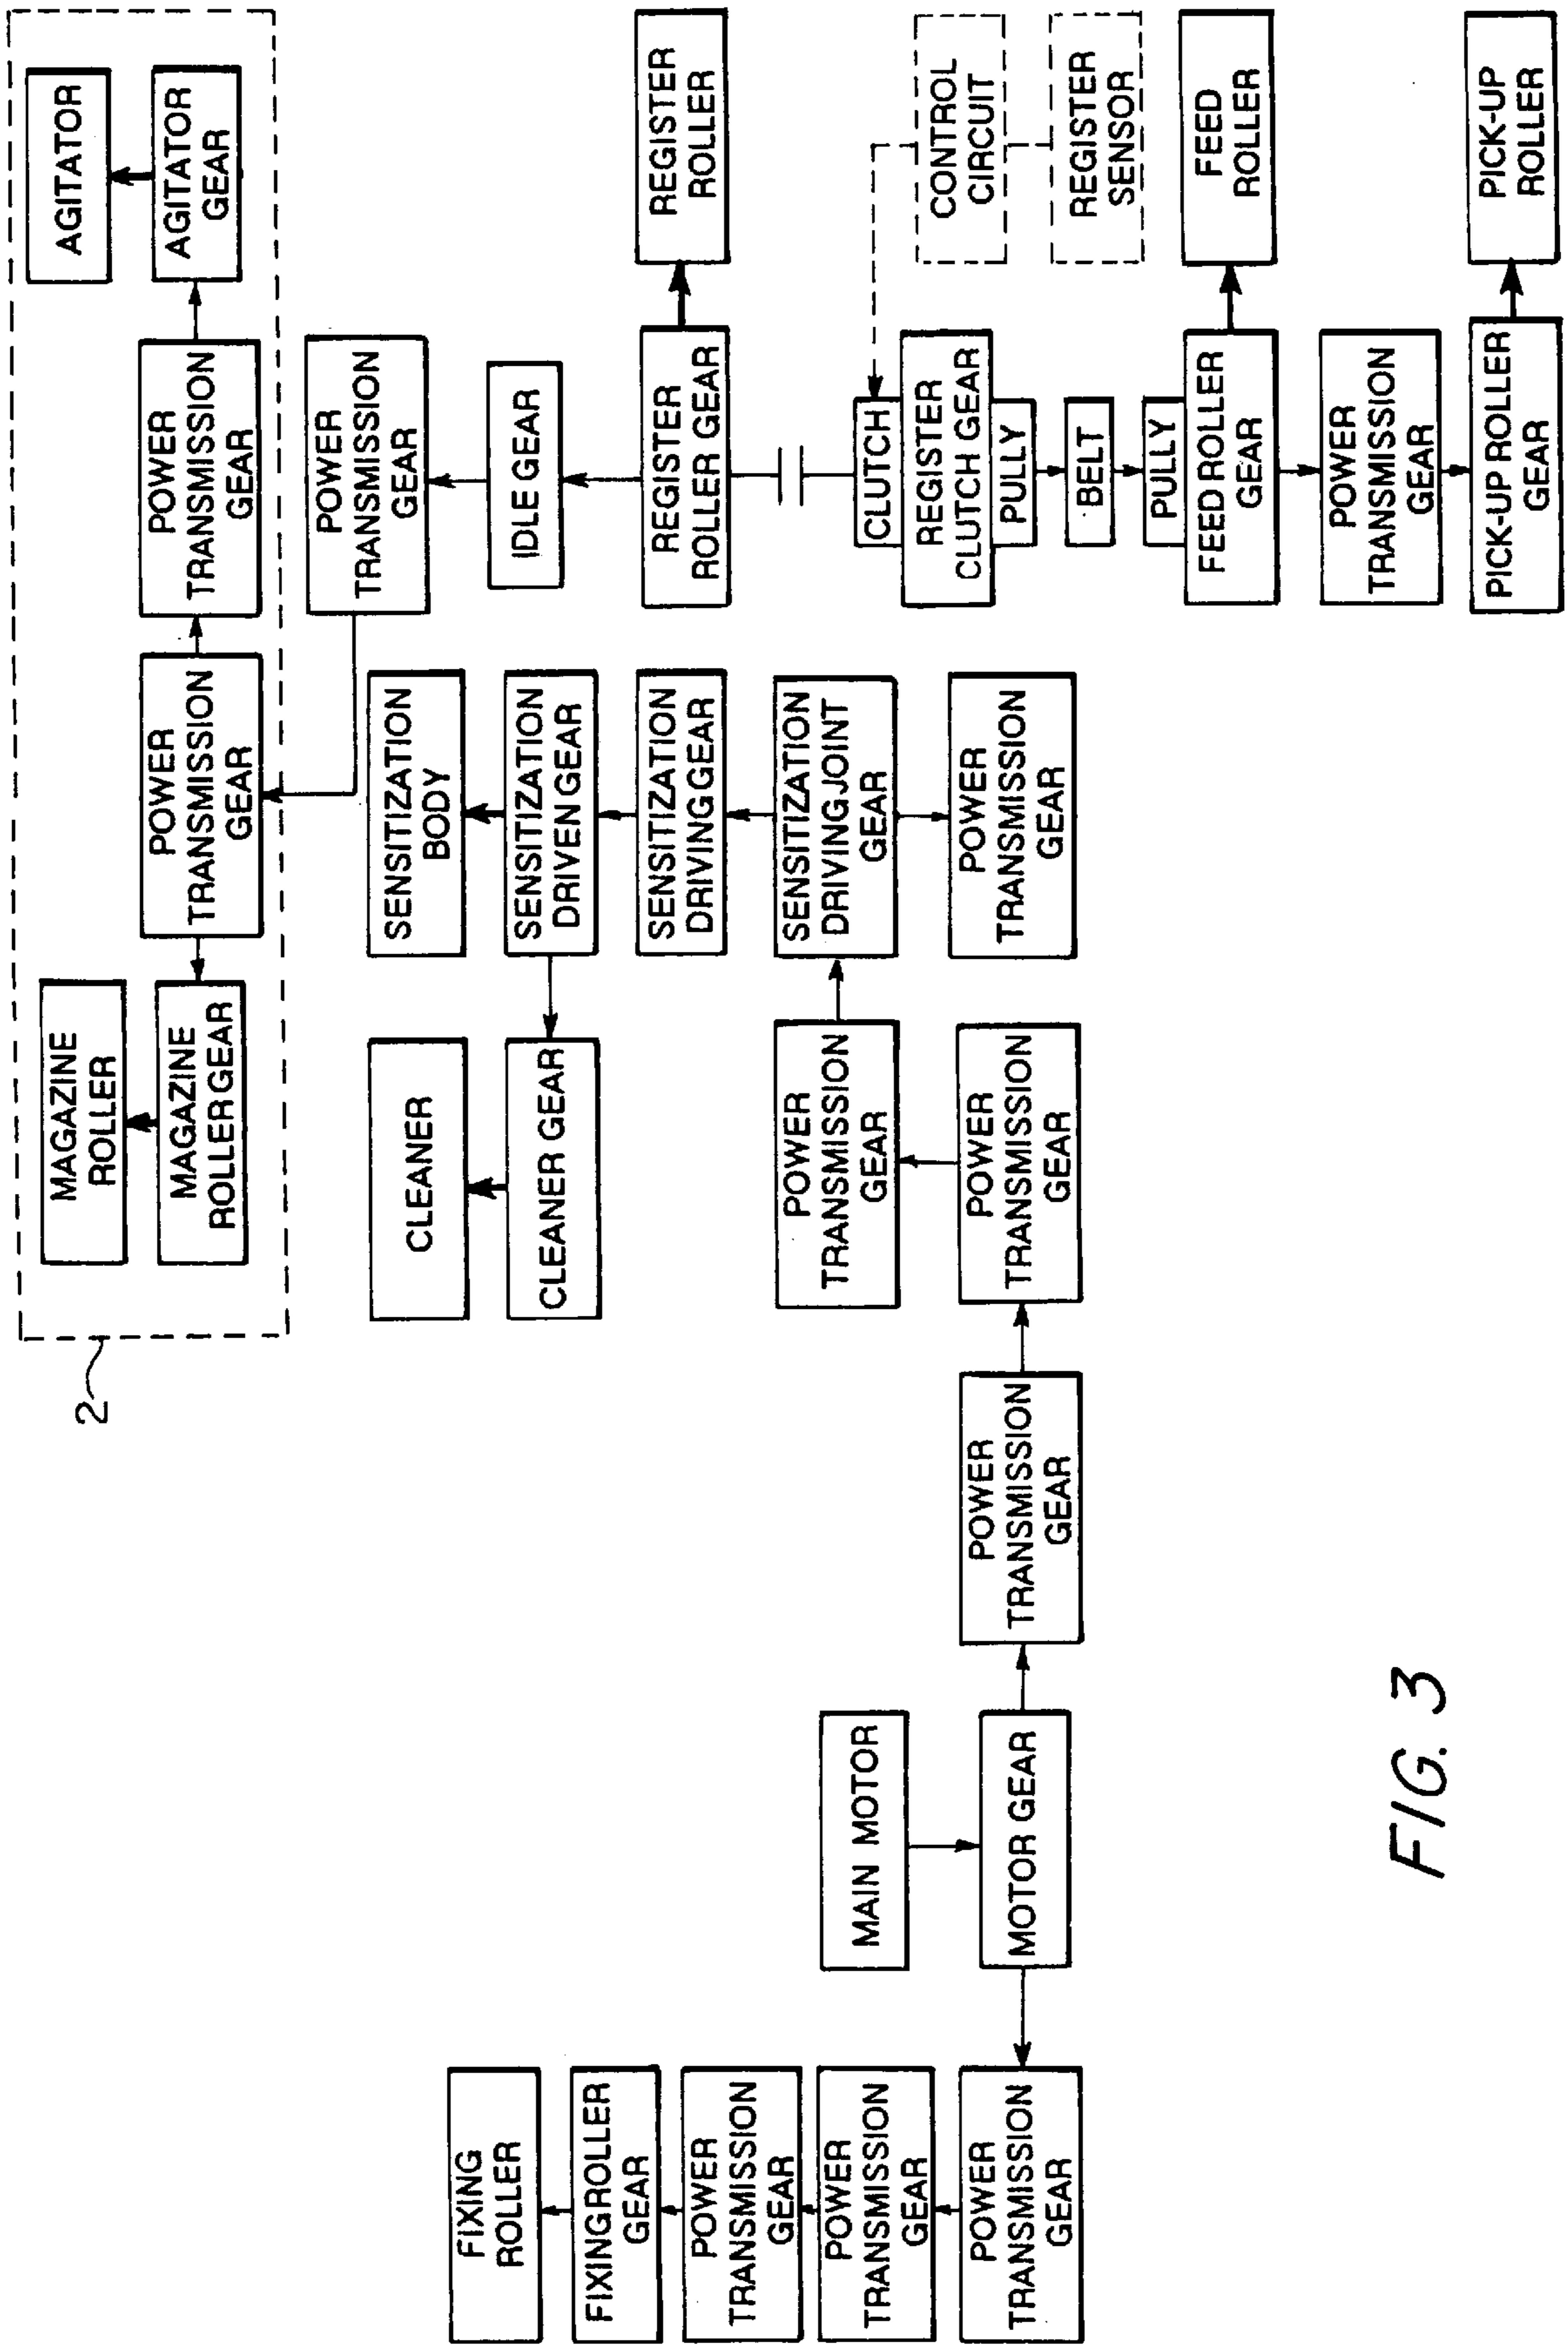 2
MAGAZINE
ROLLER
MAGAZINE
ROLLER GEAR
POWER
TRANSMISSION
GEAR
POWER
TRANSMISSION
GEAR
AGITATOR
AGITATOR
GEAR
POWER
TRANSMISSION
GEAR
IDLE GEAR
REGISTER
ROLLER GEAR
REGISTER
ROLLER
CLEANER
CLEANER GEAR
SENSITIZATION
BODY
SENSITIZATION
DRIVEN GEAR
SENSITIZATION
DRIVING GEAR
SENSITIZATION
DRIVING JOINT
GEAR
POWER
TRANSMISSION
GEAR
POWER
TRANSMISSION
GEAR
POWER
TRANSMISSION
GEAR
POWER
TRANSMISSION
GEAR
CLUTCH
REGISTER
CLUTCH GEAR
PULLY
BELT
PULLY
FEED ROLLER
GEAR
POWER
TRANSMISSION
GEAR
PICK-UP ROLLER
GEAR
CONTROL
CIRCUIT
REGISTER
SENSOR
FEED
ROLLER
PICK-UP
ROLLER
MAIN MOTOR
MOTOR GEAR
FIXING
ROLLER
FIXING ROLLER
GEAR
POWER
TRANSMISSION
GEAR
POWER
TRANSMISSION
GEAR
POWER
TRANSMISSION
GEAR
FIG. 3